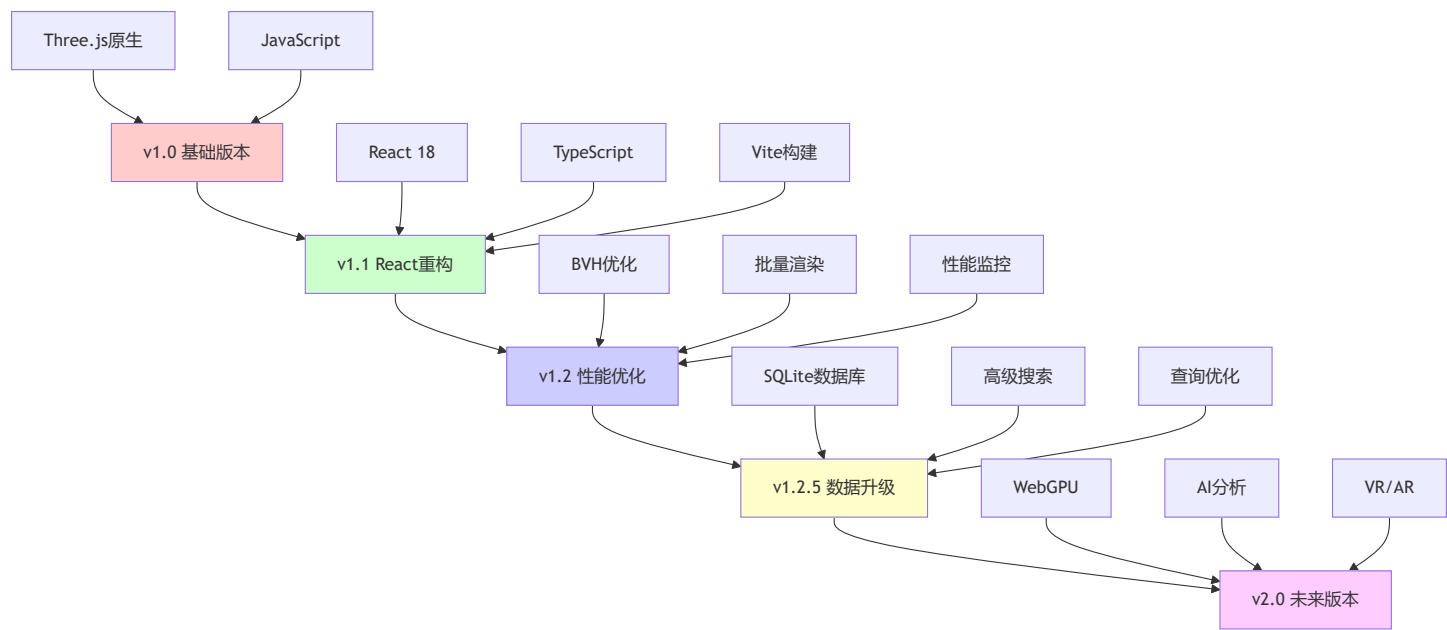 Three.js原生
JavaScript
v1.0 基础版本
React 18
TypeScript
Vite构建
v1.1 React重构
BVH优化
批量渲染
性能监控
v1.2 性能优化
SQLite数据库
高级搜索
查询优化
v1.2.5 数据升级
WebGPU
AI分析
VR/AR
v2.0 未来版本